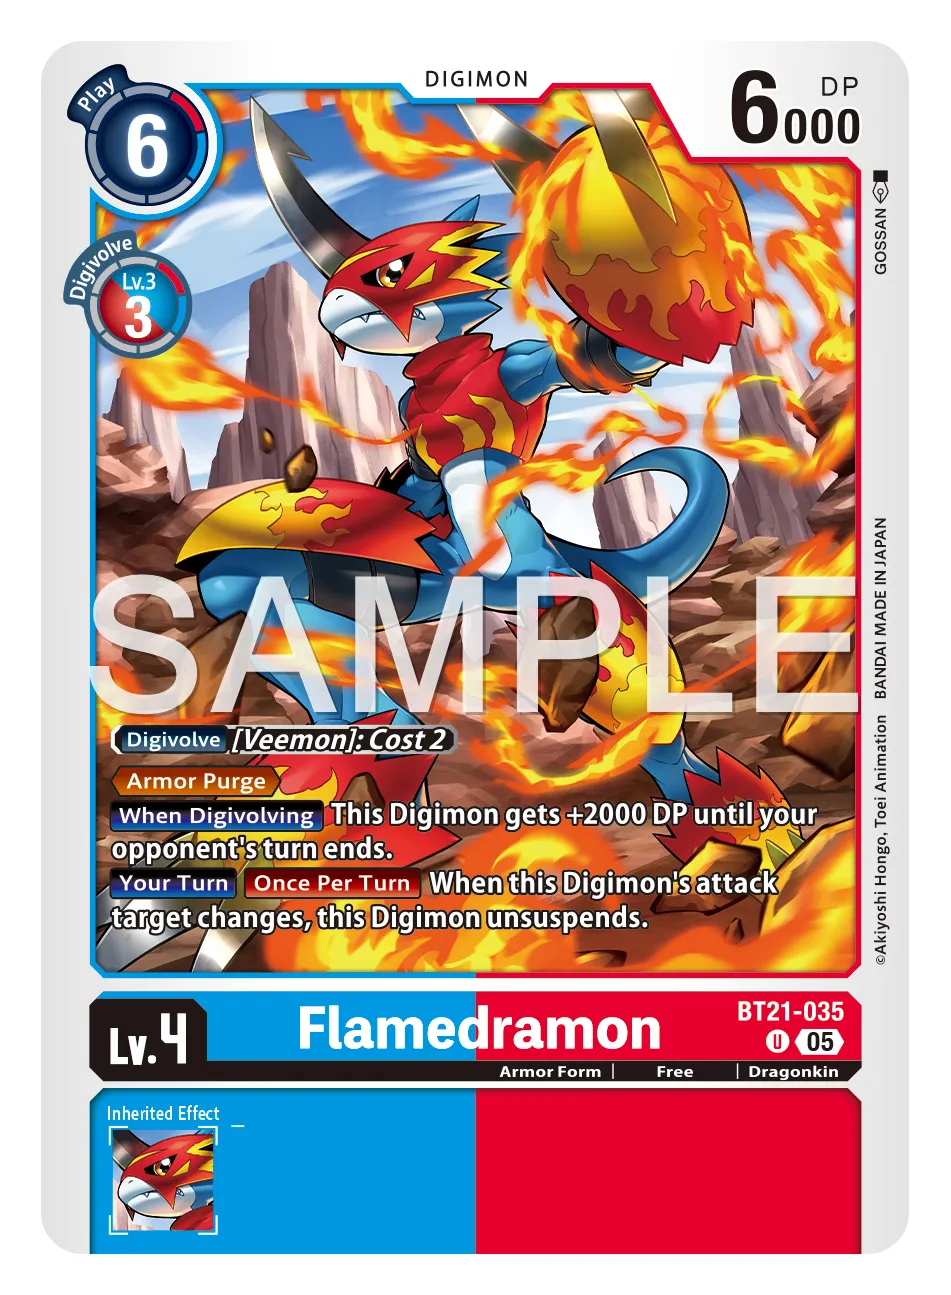 DIGIMON
Play
6
DP
6000
Digivolve
Lv.3
3
GOSSAN
BANDAI MADE IN JAPAN
©Akiyoshi Hongo, Toei Animation
SAMPLE
Digivolve [Veemon]: Cost 2
Armor Purge
When Digivolving This Digimon gets +2000 DP until your
opponent's turn ends.
Your Turn Once Per Turn When this Digimon's attack
target changes, this Digimon unsuspends.
Lv.4
Flamedramon
BT21-035
U 05
Armor Form | Free | Dragonkin
Inherited Effect
–